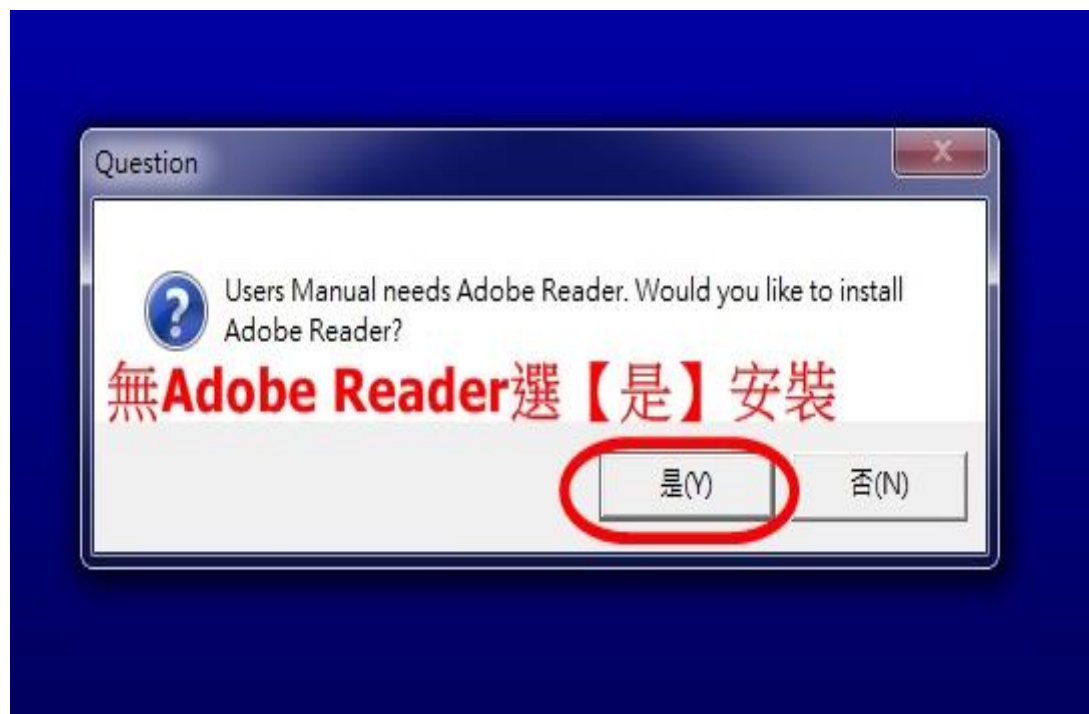 Question
X
Users Manual needs Adobe Reader. Would you like to install
Adobe Reader?
無Adobe Reader選【是】安裝
是(Y)
否(N)